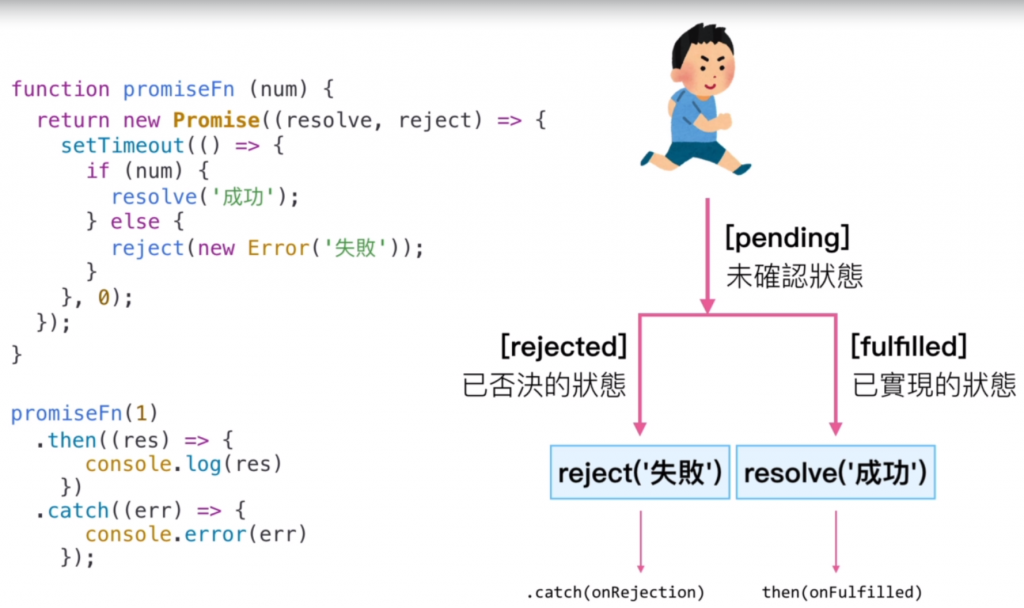 function promiseFn (num) {
  return new Promise((resolve, reject) => {
    setTimeout(() => {
      if (num) {
        resolve('成功');
      } else {
        reject(new Error('失敗'));
      }
    }, 0);
  });
}
promiseFn(1)
  .then((res) => {
      console.log(res)
    })
  .catch((err) => {
      console.error(err)
    });
[pending]
未確認狀態
[rejected]
已否決的狀態
[fulfilled]
已實現的狀態
reject('失敗')
resolve('成功')
.catch(onRejection)
then(onFulfilled)